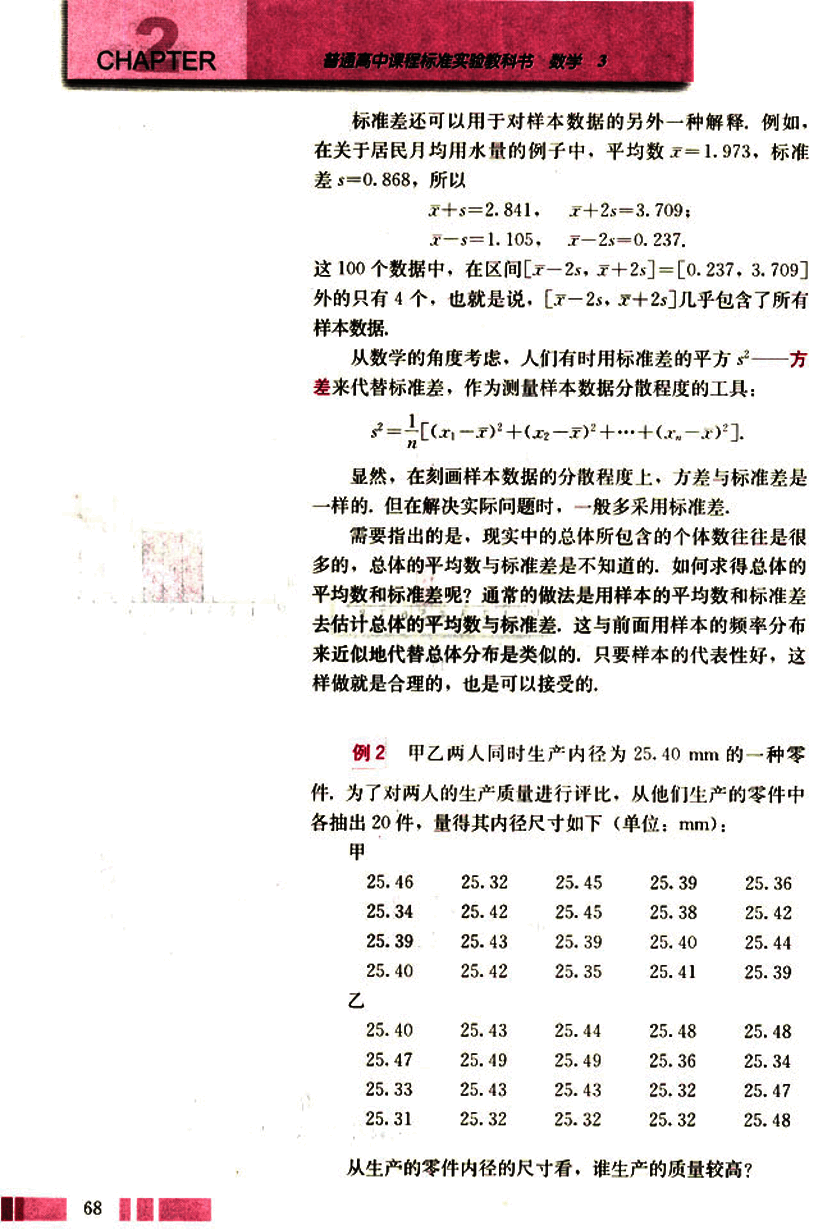 2
CHAPTER
普通高中课程标准实验教科书 数学 3
标准差还可以用于对样本数据的另外一种解释. 例如,
在关于居民月均用水量的例子中, 平均数 x̅=1.973, 标准
差 s=0.868, 所以
x̅+s=2.841, x̅+2s=3.709;
x̅-s=1.105, x̅-2s=0.237.
这 100 个数据中, 在区间[x̅-2s, x̅+2s]=[0.237, 3.709]
外的只有 4 个, 也就是说, [x̅-2s, x̅+2s]几乎包含了所有
样本数据.
从数学的角度考虑, 人们有时用标准差的平方 s²——方
差来代替标准差, 作为测量样本数据分散程度的工具:
s²=1/n[(x₁-x̅)²+(x₂-x̅)²+…+(xₙ-x̅)²].
显然, 在刻画样本数据的分散程度上, 方差与标准差是
一样的. 但在解决实际问题时, 一般多采用标准差.
需要指出的是, 现实中的总体所包含的个体数往往是很
多的, 总体的平均数与标准差是不知道的. 如何求得总体的
平均数和标准差呢? 通常的做法是用样本的平均数和标准差
去估计总体的平均数与标准差. 这与前面用样本的频率分布
来近似地代替总体分布是类似的. 只要样本的代表性好, 这
样做就是合理的, 也是可以接受的.
例 2 甲乙两人同时生产内径为 25.40 mm 的一种零
件. 为了对两人的生产质量进行评比, 从他们生产的零件中
各抽出 20 件, 量得其内径尺寸如下 (单位: mm):
甲
25.46 25.32 25.45 25.39 25.36
25.34 25.42 25.45 25.38 25.42
25.39 25.43 25.39 25.40 25.44
25.40 25.42 25.35 25.41 25.39
乙
25.40 25.43 25.44 25.48 25.48
25.47 25.49 25.49 25.36 25.34
25.33 25.43 25.43 25.32 25.47
25.31 25.32 25.32 25.32 25.48
从生产的零件内径的尺寸看, 谁生产的质量较高?
68